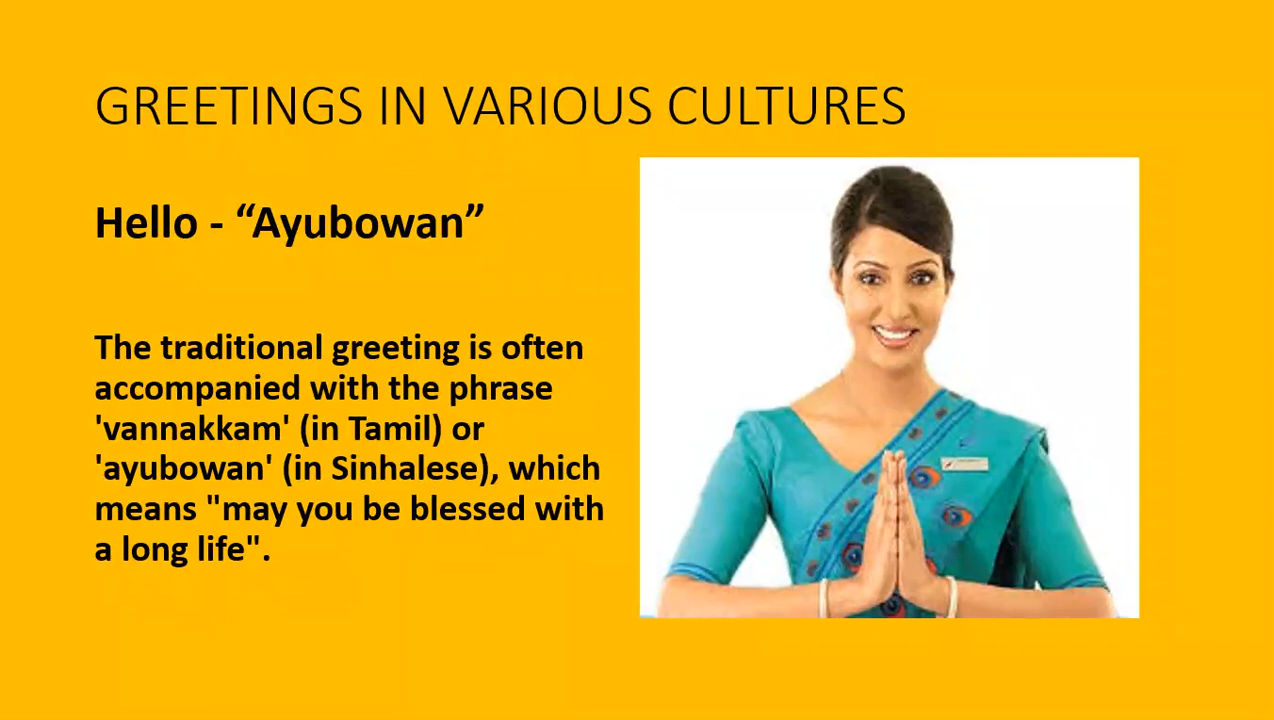 GREETINGS IN VARIOUS CULTURES
Hello - “Ayubowan”
The traditional greeting is often
accompanied with the phrase
'vannakkam' (in Tamil) or
'ayubowan' (in Sinhalese), which
means "may you be blessed with
a long life".